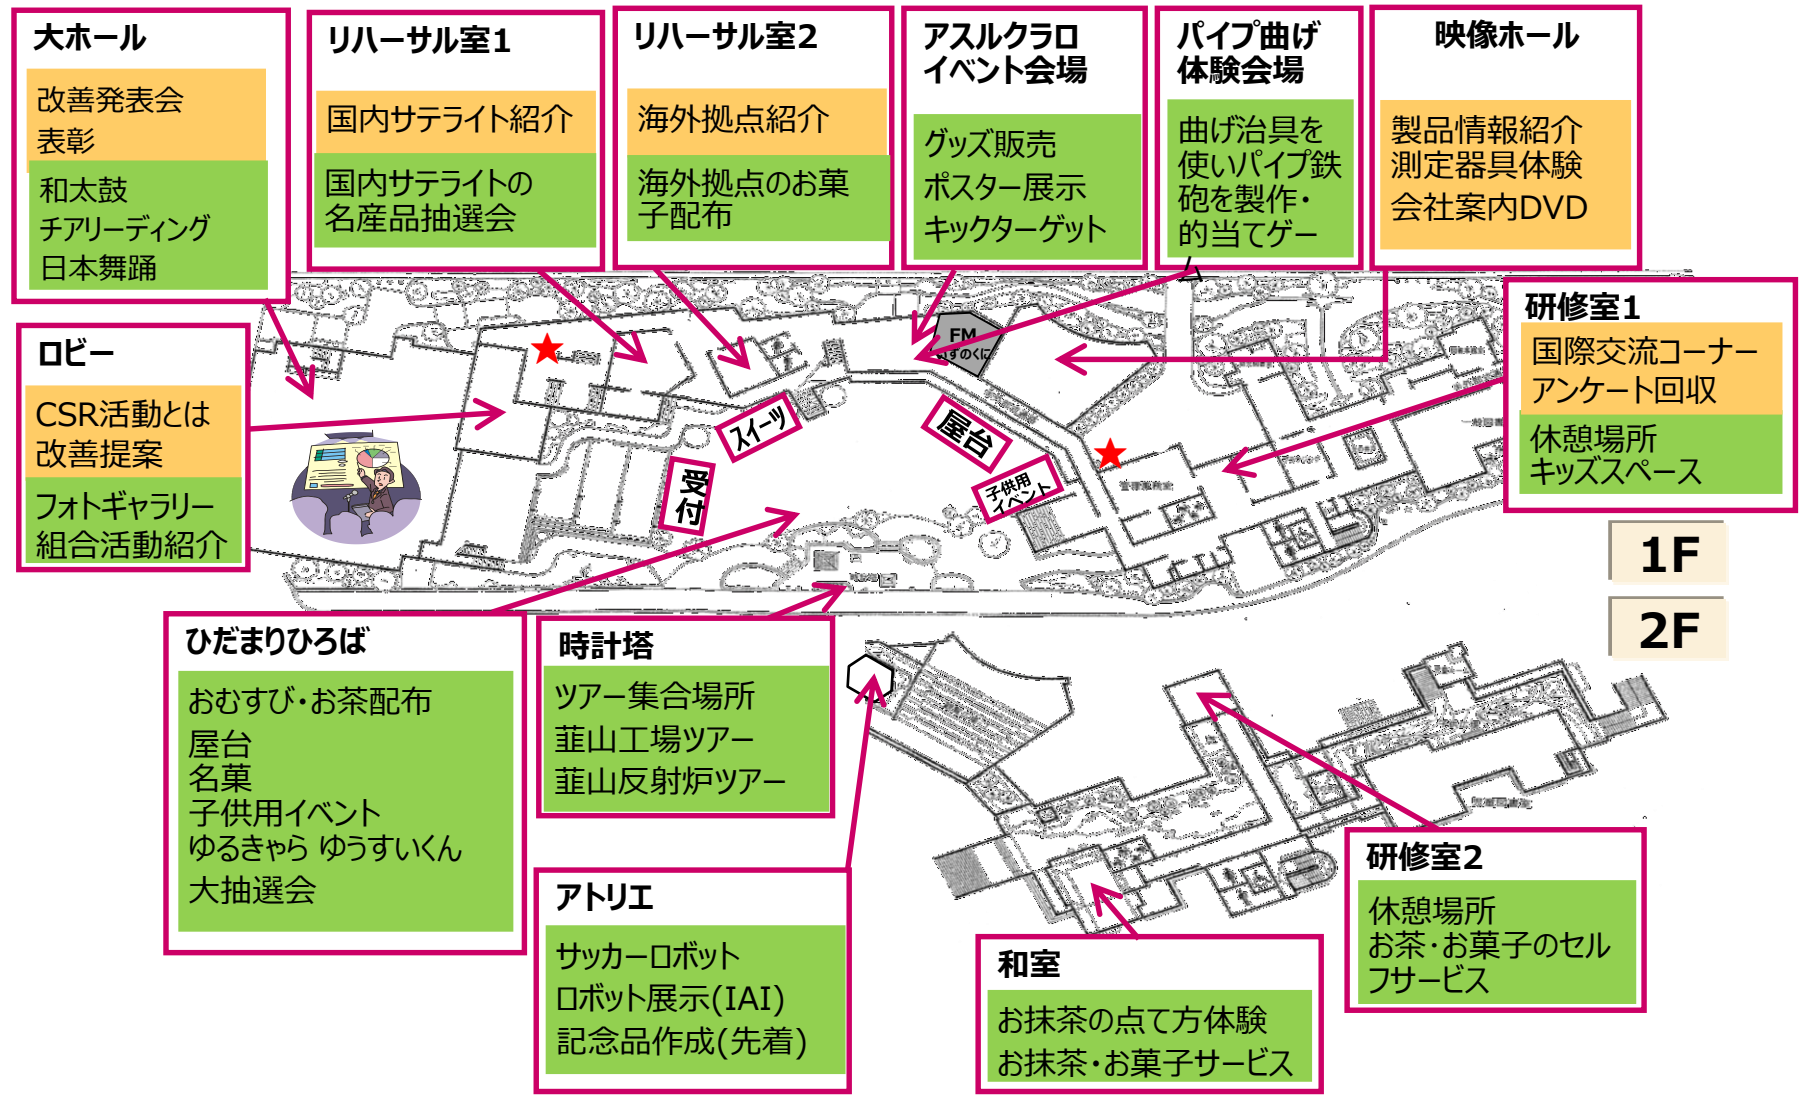 大ホール
改善発表会
表彰
和太鼓
チアリーディング
日本舞踊
リハーサル室1
国内サテライト紹介
国内サテライトの
名産品抽選会
リハーサル室2
海外拠点紹介
海外拠点のお菓
子配布
アスルクラロ
イベント会場
グッズ販売
ポスター展示
キックターゲット
パイプ曲げ
体験会場
曲げ治具を
使いパイプ鉄
砲を製作・
的当てゲー
映像ホール
製品情報紹介
測定器具体験
会社案内DVD
ロビー
CSR活動とは
改善提案
フォトギャラリー
組合活動紹介
FM
いずのくに
スイーツ
屋台
受付
子供用
イベント
研修室1
国際交流コーナー
アンケート回収
休憩場所
キッズスペース
1F
2F
ひだまりひろば
おむすび・お茶配布
屋台
名菓
子供用イベント
ゆるきゃら ゆうすいくん
大抽選会
時計塔
ツアー集合場所
韮山工場ツアー
韮山反射炉ツアー
アトリエ
サッカーロボット
ロボット展示(IAI)
記念品作成(先着)
和室
お抹茶の点て方体験
お抹茶・お菓子サービス
研修室2
休憩場所
お茶・お菓子のセル
フサービス